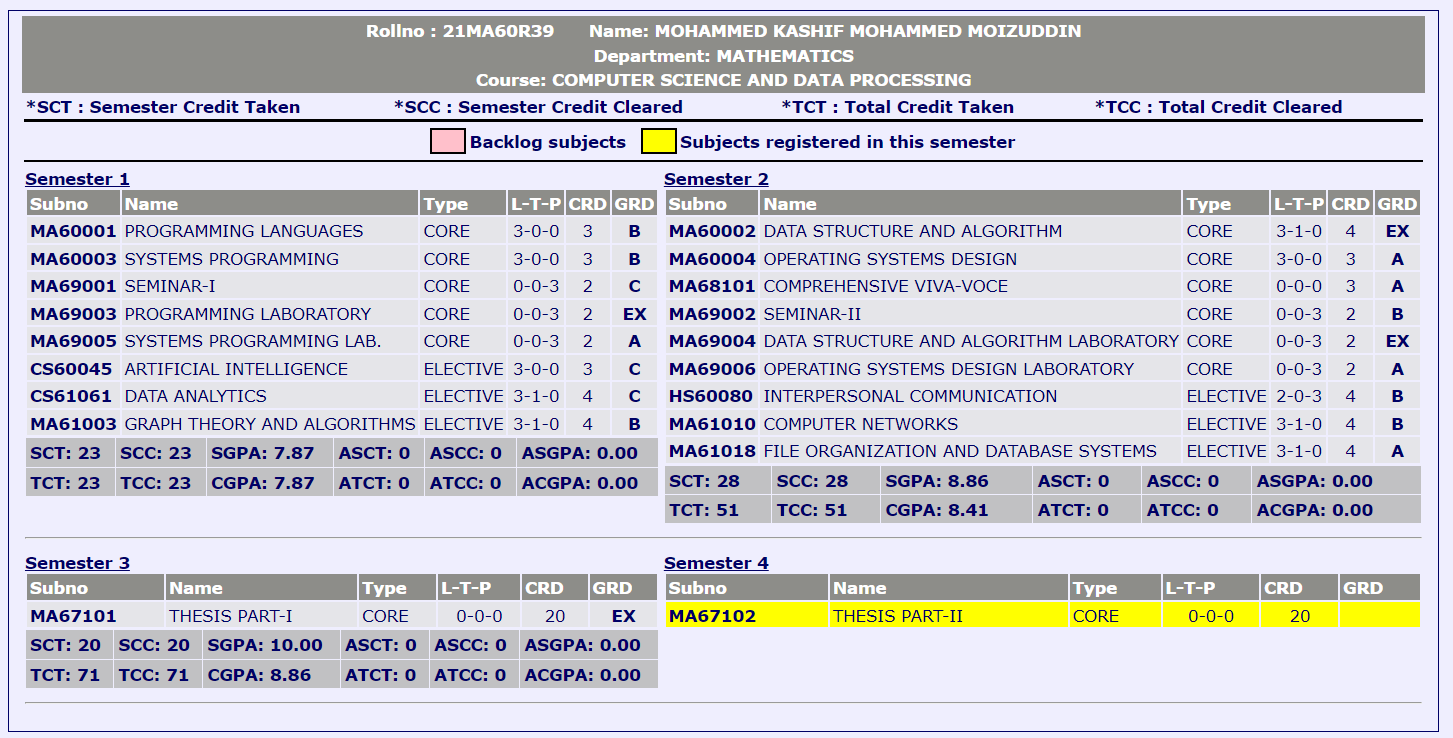 Rollno : 21MA60R39 Name: MOHAMMED KASHIF MOHAMMED MOIZUDDIN
Department: MATHEMATICS
Course: COMPUTER SCIENCE AND DATA PROCESSING
*SCT : Semester Credit Taken *SCC : Semester Credit Cleared *TCT : Total Credit Taken *TCC : Total Credit Cleared
Backlog subjects Subjects registered in this semester
Semester 1
Subno Name Type L-T-P CRD GRD
MA60001 PROGRAMMING LANGUAGES CORE 3-0-0 3 B
MA60003 SYSTEMS PROGRAMMING CORE 3-0-0 3 B
MA69001 SEMINAR-I CORE 0-0-3 2 C
MA69003 PROGRAMMING LABORATORY CORE 0-0-3 2 EX
MA69005 SYSTEMS PROGRAMMING LAB. CORE 0-0-3 2 A
CS60045 ARTIFICIAL INTELLIGENCE ELECTIVE 3-0-0 3 C
CS61061 DATA ANALYTICS ELECTIVE 3-1-0 4 C
MA61003 GRAPH THEORY AND ALGORITHMS ELECTIVE 3-1-0 4 B
SCT: 23 SCC: 23 SGPA: 7.87 ASCT: 0 ASCC: 0 ASGPA: 0.00
TCT: 23 TCC: 23 CGPA: 7.87 ATCT: 0 ATCC: 0 ACGPA: 0.00
Semester 2
Subno Name Type L-T-P CRD GRD
MA60002 DATA STRUCTURE AND ALGORITHM CORE 3-1-0 4 EX
MA60004 OPERATING SYSTEMS DESIGN CORE 3-0-0 3 A
MA68101 COMPREHENSIVE VIVA-VOCE CORE 0-0-0 3 A
MA69002 SEMINAR-II CORE 0-0-3 2 B
MA69004 DATA STRUCTURE AND ALGORITHM LABORATORY CORE 0-0-3 2 EX
MA69006 OPERATING SYSTEMS DESIGN LABORATORY CORE 0-0-3 2 A
HS60080 INTERPERSONAL COMMUNICATION ELECTIVE 2-0-3 4 B
MA61010 COMPUTER NETWORKS ELECTIVE 3-1-0 4 B
MA61018 FILE ORGANIZATION AND DATABASE SYSTEMS ELECTIVE 3-1-0 4 A
SCT: 28 SCC: 28 SGPA: 8.86 ASCT: 0 ASCC: 0 ASGPA: 0.00
TCT: 51 TCC: 51 CGPA: 8.41 ATCT: 0 ATCC: 0 ACGPA: 0.00
Semester 3
Subno Name Type L-T-P CRD GRD
MA67101 THESIS PART-I CORE 0-0-0 20 EX
SCT: 20 SCC: 20 SGPA: 10.00 ASCT: 0 ASCC: 0 ASGPA: 0.00
TCT: 71 TCC: 71 CGPA: 8.86 ATCT: 0 ATCC: 0 ACGPA: 0.00
Semester 4
Subno Name Type L-T-P CRD GRD
MA67102 THESIS PART-II CORE 0-0-0 20